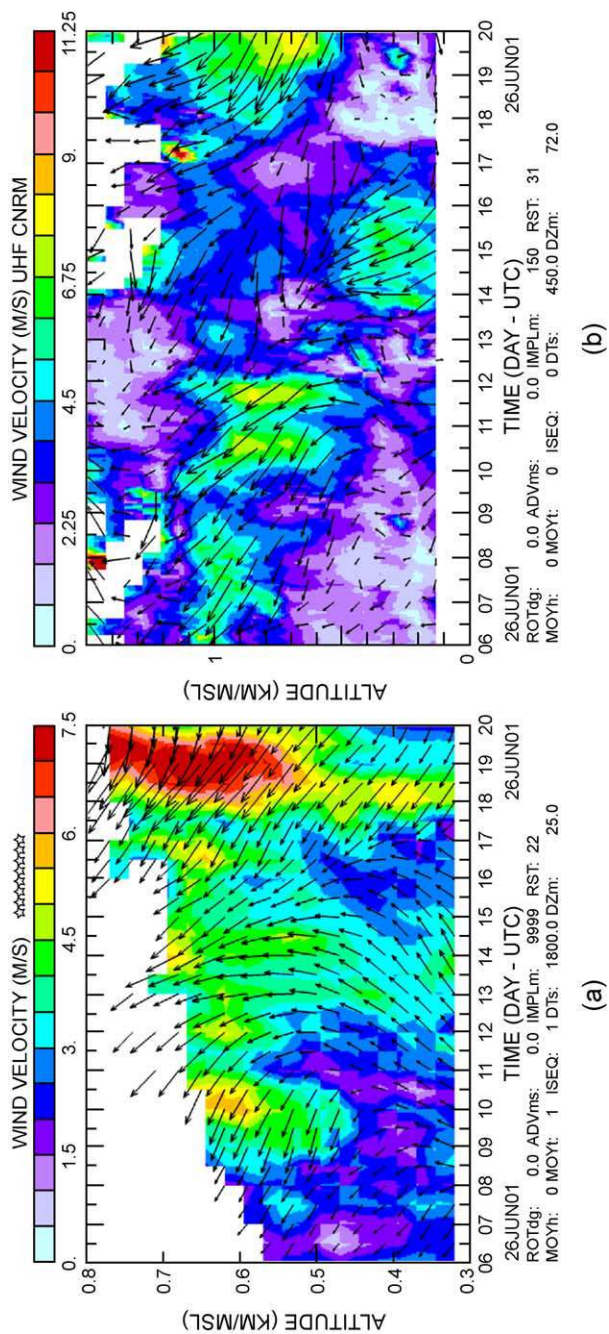 WIND VELOCITY (M/S) ☆☆☆☆☆☆☆☆☆☆
0. 1.5 3. 4.5 6. 7.5
ALTITUDE (KM/MSL)
0.8
0.7
0.6
0.5
0.4
0.3
06 07 08 09 10 11 12 13 14 15 16 17 18 19 20
26JUN01 TIME (DAY - UTC) 26JUN01
ROTdg: 0.0 ADVms: 0.0 IMPLm: 9999 RST: 22
MOYh: 0 MOYt: 1 ISEQ: 1 DTs: 1800.0 DZm: 25.0
(a)
WIND VELOCITY (M/S) UHF CNRM
0. 2.25 4.5 6.75 9. 11.25
ALTITUDE (KM/MSL)
1
0
06 07 08 09 10 11 12 13 14 15 16 17 18 19 20
26JUN01 TIME (DAY - UTC) 26JUN01
ROTdg: 0.0 ADVms: 0.0 IMPLm: 150 RST: 31
MOYh: 0 MOYt: 0 ISEQ: 0 DTs: 450.0 DZm: 72.0
(b)